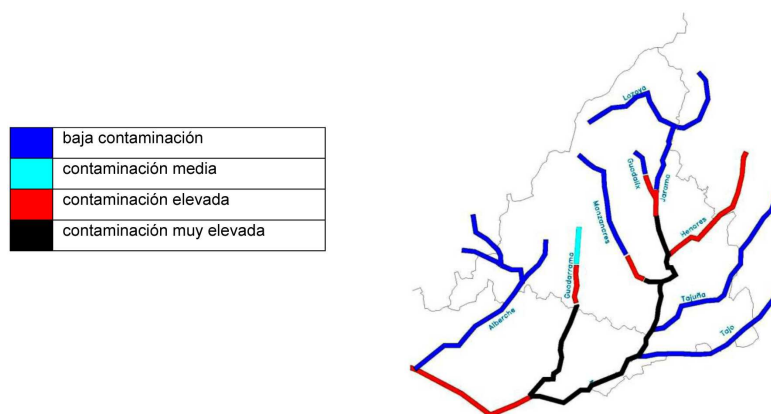 baja contaminación
contaminación media
contaminación elevada
contaminación muy elevada
Lozoya
Guadalix
Jarama
Manzanares
Henares
Guadarrama
Alberche
Tajuña
Tajo